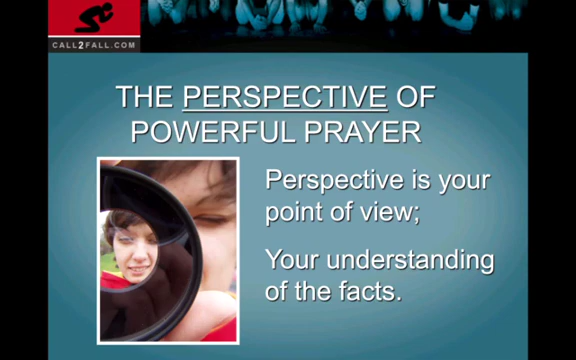 CALL2FALL.COM
THE PERSPECTIVE OF
POWERFUL PRAYER
Perspective is your
point of view;
Your understanding
of the facts.